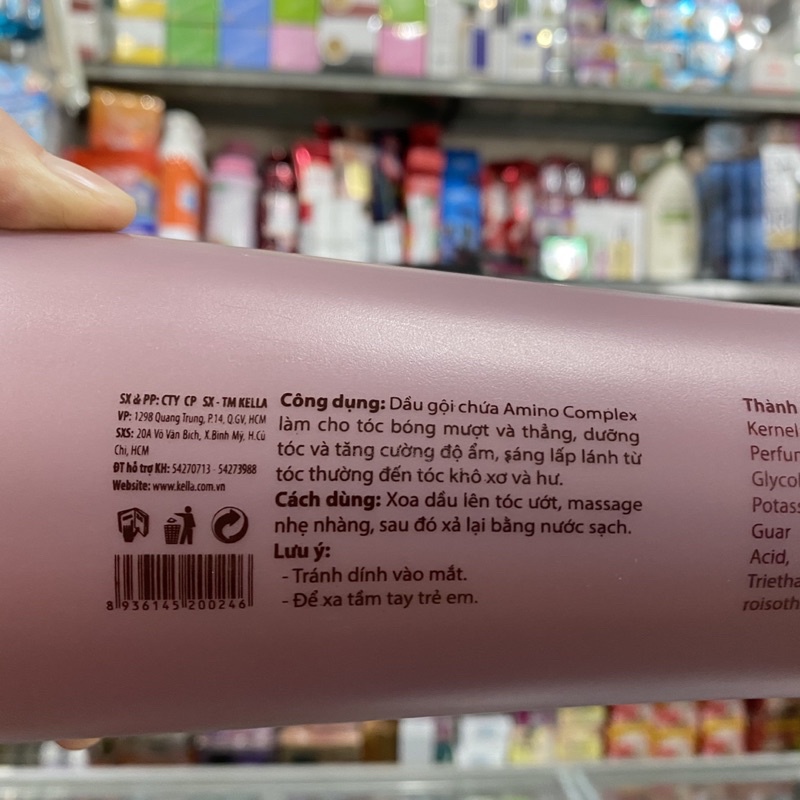 SX & PP: CTY CP SX - TM KELLA
VP: 1298 Quang Trung, P.14, Q.GV, HCM
SXS: 20A Võ Văn Bích, X.Bình Mỹ, H.Củ
Chi, HCM
ĐT hỗ trợ KH: 54270713 - 54273988
Website: www.kella.com.vn
8 936145 200246
Công dụng: Dầu gội chứa Amino Complex
làm cho tóc bóng mượt và thẳng, dưỡng
tóc và tăng cường độ ẩm, sáng lấp lánh từ
tóc thường đến tóc khô xơ và hư.
Cách dùng: Xoa dầu lên tóc ướt, massage
nhẹ nhàng, sau đó xả lại bằng nước sạch.
Lưu ý:
- Tránh dính vào mắt.
- Để xa tầm tay trẻ em.
Thành
Kernel
Perfum
Glycol
Potass
Guar
Acid,
Trietha
roisoth